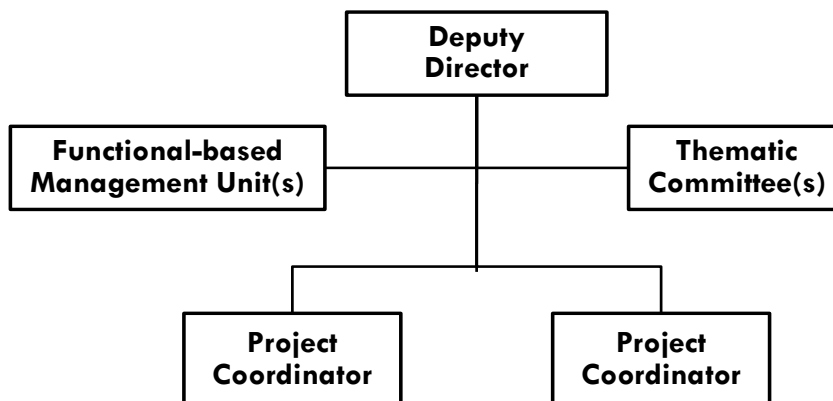 Deputy
Director
Functional-based
Management Unit(s)
Thematic
Committee(s)
Project
Coordinator
Project
Coordinator